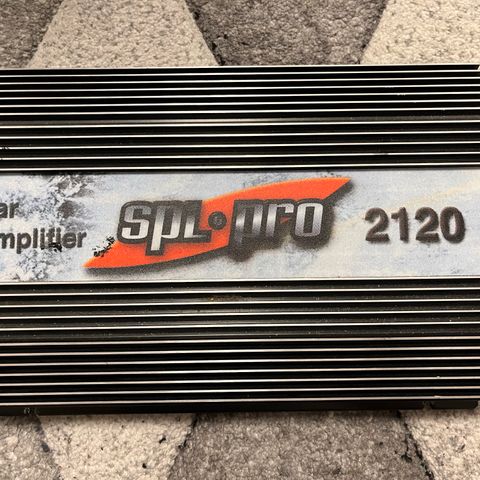 ar
mplifier
SPL·PRO
2120